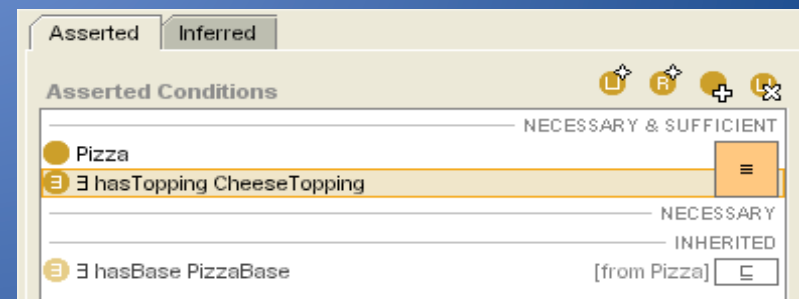 Asserted Inferred
Asserted Conditions
NECESSARY & SUFFICIENT
Pizza
∃ hasTopping CheeseTopping
≡
NECESSARY
INHERITED
∃ hasBase PizzaBase [from Pizza] ⊑